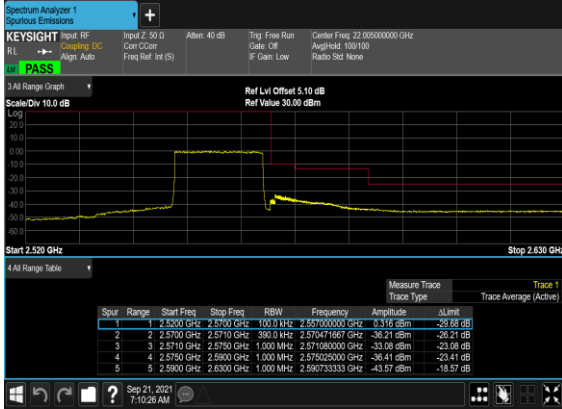 Spectrum Analyzer 1
Spurious Emissions
+
KEYSIGHT Input: RF Input Z: 50 Ω Atten: 40 dB Trig: Free Run Center Freq: 22.005000000 GHz
RL Coupling: DC Corr CCorr Gate: Off Avg|Hold: 100/100
Align: Auto Freq Ref: Int (S) IF Gain: Low Radio Std: None
PASS
3 All Range Graph
Ref Lvl Offset 5.10 dB
Scale/Div 10.0 dB Ref Value 30.00 dBm
Log
20.0
10.0
0.00
-10.0
-20.0
-30.0
-40.0
-50.0
-60.0
Start 2.520 GHz Stop 2.630 GHz
4 All Range Table
Measure Trace Trace 1
Trace Type Trace Average (Active)
Spur Range Start Freq Stop Freq RBW Frequency Amplitude ΔLimit
1 1 2.5200 GHz 2.5700 GHz 100.0 kHz 2.557000000 GHz 0.316 dBm -29.68 dB
2 2 2.5700 GHz 2.5710 GHz 390.0 kHz 2.570471667 GHz -36.21 dBm -26.21 dB
3 3 2.5710 GHz 2.5750 GHz 1.000 MHz 2.571080000 GHz -33.08 dBm -23.08 dB
4 4 2.5750 GHz 2.5900 GHz 1.000 MHz 2.575025000 GHz -36.41 dBm -23.41 dB
5 5 2.5900 GHz 2.6300 GHz 1.000 MHz 2.590733333 GHz -43.57 dBm -18.57 dB
Sep 21, 2021
7:10:26 AM